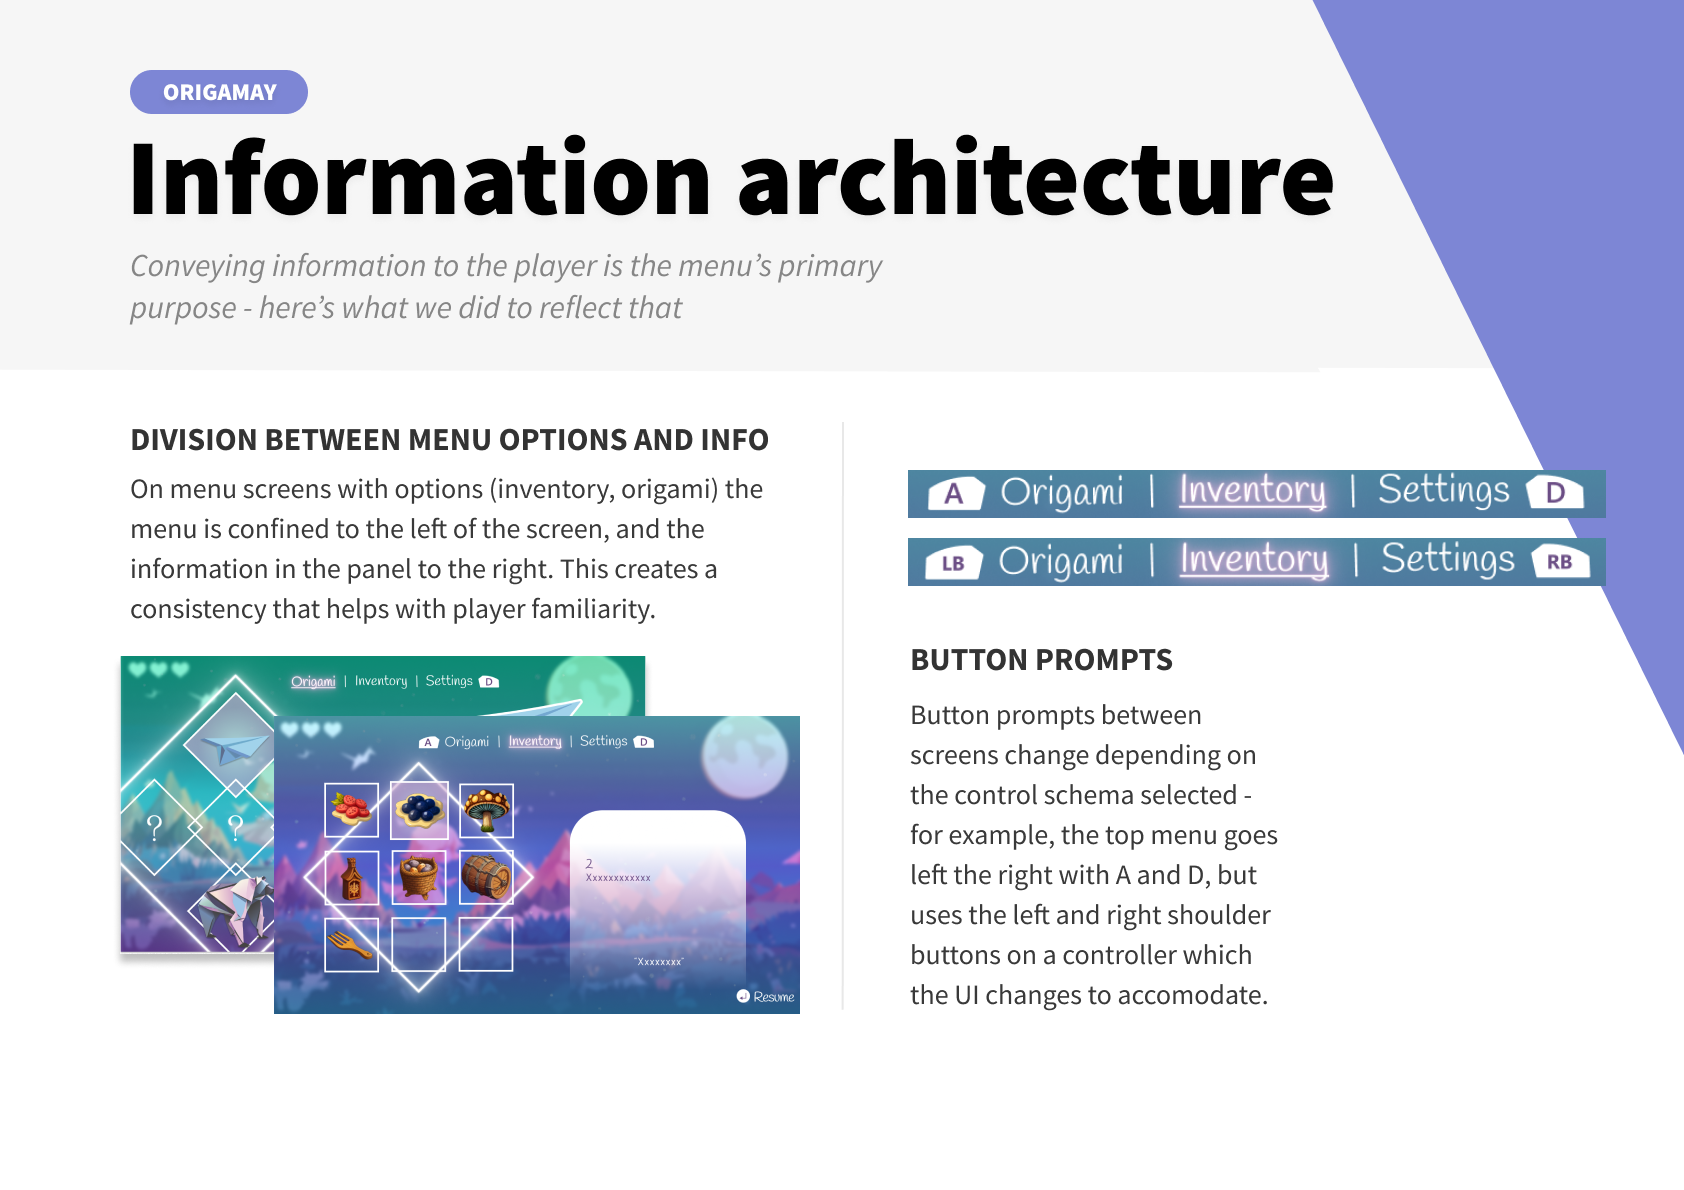 ORIGAMAY
Information architecture
Conveying information to the player is the menu’s primary
purpose - here’s what we did to reflect that
DIVISION BETWEEN MENU OPTIONS AND INFO
On menu screens with options (inventory, origami) the
menu is confined to the left of the screen, and the
information in the panel to the right. This creates a
consistency that helps with player familiarity.
Origami | Inventory | Settings D
? ?
A Origami | Inventory | Settings D
2
Xxxxxxxxxxxx
"Xxxxxxxx"
Resume
A Origami | Inventory | Settings D
LB Origami | Inventory | Settings RB
BUTTON PROMPTS
Button prompts between
screens change depending on
the control schema selected -
for example, the top menu goes
left the right with A and D, but
uses the left and right shoulder
buttons on a controller which
the UI changes to accomodate.